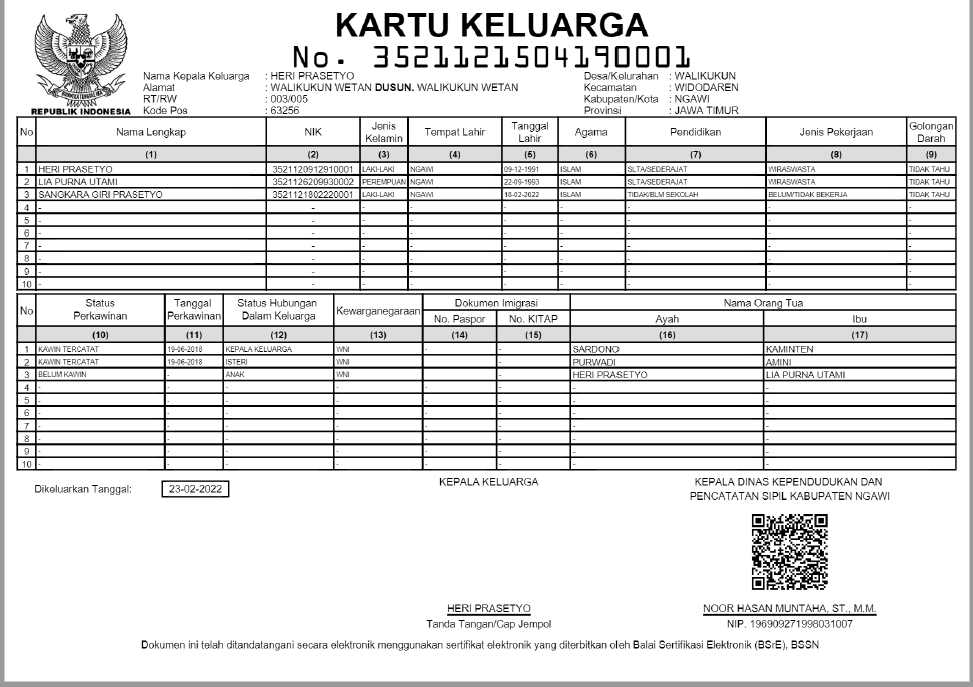 KARTU KELUARGA
No. 3521121504190001
REPUBLIK INDONESIA
Nama Kepala Keluarga : HERI PRASETYO
Alamat : WALIKUKUN WETAN DUSUN. WALIKUKUN WETAN
RT/RW : 003/005
Kode Pos : 63256
Desa/Kelurahan : WALIKUKUN
Kecamatan : WIDODAREN
Kabupaten/Kota : NGAWI
Provinsi : JAWA TIMUR
No Nama Lengkap NIK Jenis Kelamin Tempat Lahir Tanggal Lahir Agama Pendidikan Jenis Pekerjaan Golongan Darah
(1) (2) (3) (4) (5) (6) (7) (8) (9)
1 HERI PRASETYO 3521120912910001 LAKI-LAKI NGAWI 09-12-1991 ISLAM SLTA/SEDERAJAT WIRASWASTA TIDAK TAHU
2 LIA PURNA UTAMI 3521126209930002 PEREMPUAN NGAWI 22-09-1993 ISLAM SLTA/SEDERAJAT WIRASWASTA TIDAK TAHU
3 SANGKARA GIRI PRASETYO 3521121802220001 LAKI-LAKI NGAWI 18-02-2022 ISLAM TIDAK/BLM SEKOLAH BELUM/TIDAK BEKERJA TIDAK TAHU
4 - - - - - - - - -
5 - - - - - - - - -
6 - - - - - - - - -
7 - - - - - - - - -
8 - - - - - - - - -
9 - - - - - - - - -
10 - - - - - - - - -
No Status Perkawinan Tanggal Perkawinan Status Hubungan Dalam Keluarga Kewarganegaraan Dokumen Imigrasi Nama Orang Tua
No. Paspor No. KITAP Ayah Ibu
(10) (11) (12) (13) (14) (15) (16) (17)
1 KAWIN TERCATAT 19-06-2018 KEPALA KELUARGA WNI - - SARDONO KAMINTEN
2 KAWIN TERCATAT 19-06-2018 ISTERI WNI - - PURWADI AMINI
3 BELUM KAWIN - ANAK WNI - - HERI PRASETYO LIA PURNA UTAMI
4 - - - - - - - -
5 - - - - - - - -
6 - - - - - - - -
7 - - - - - - - -
8 - - - - - - - -
9 - - - - - - - -
10 - - - - - - - -
Dikeluarkan Tanggal: 23-02-2022
KEPALA KELUARGA
HERI PRASETYO
Tanda Tangan/Cap Jempol
KEPALA DINAS KEPENDUDUKAN DAN
PENCATATAN SIPIL KABUPATEN NGAWI
NOOR HASAN MUNTAHA, ST., M.M.
NIP. 196909271998031007
Dokumen ini telah ditandatangani secara elektronik menggunakan sertifikat elektronik yang diterbitkan oleh Balai Sertifikasi Elektronik (BSrE), BSSN